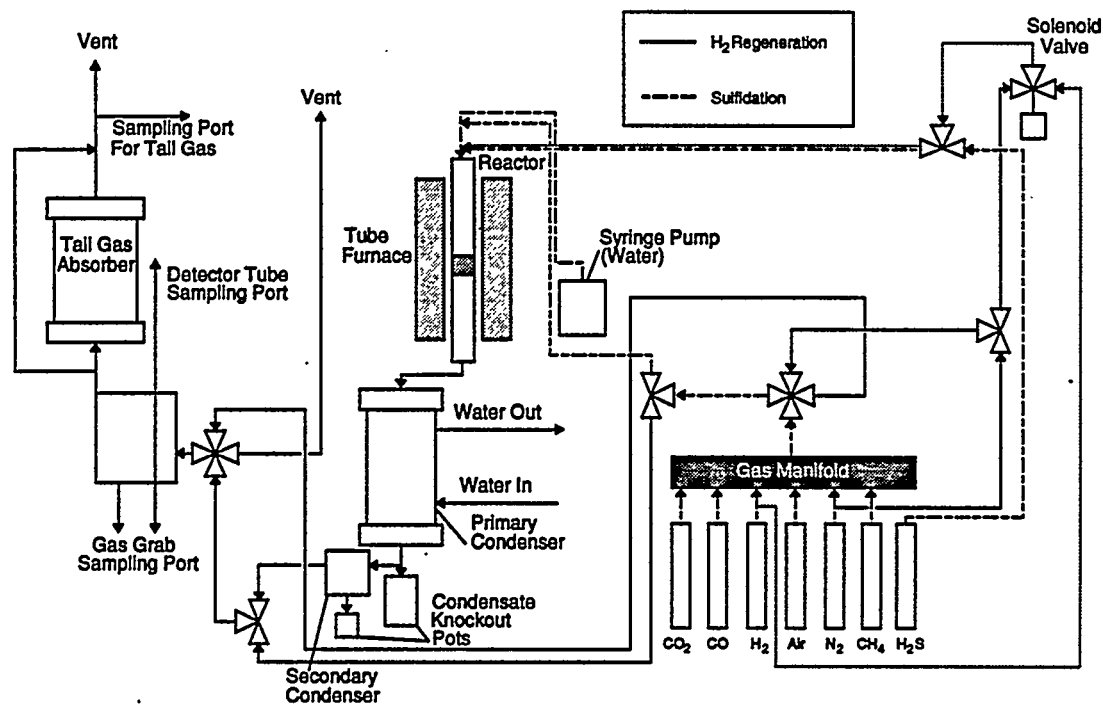 Vent
Sampling Port
For Tail Gas
Tail Gas
Absorber
Detector Tube
Sampling Port
Gas Grab
Sampling Port
Vent
H2 Regeneration
Sulfidation
Solenoid
Valve
Reactor
Tube
Furnace
Syringe Pump
(Water)
Water Out
Water In
Primary
Condenser
Condensate
Knockout
Pots
Secondary
Condenser
Gas Manifold
CO2 CO H2 Air N2 CH4 H2S